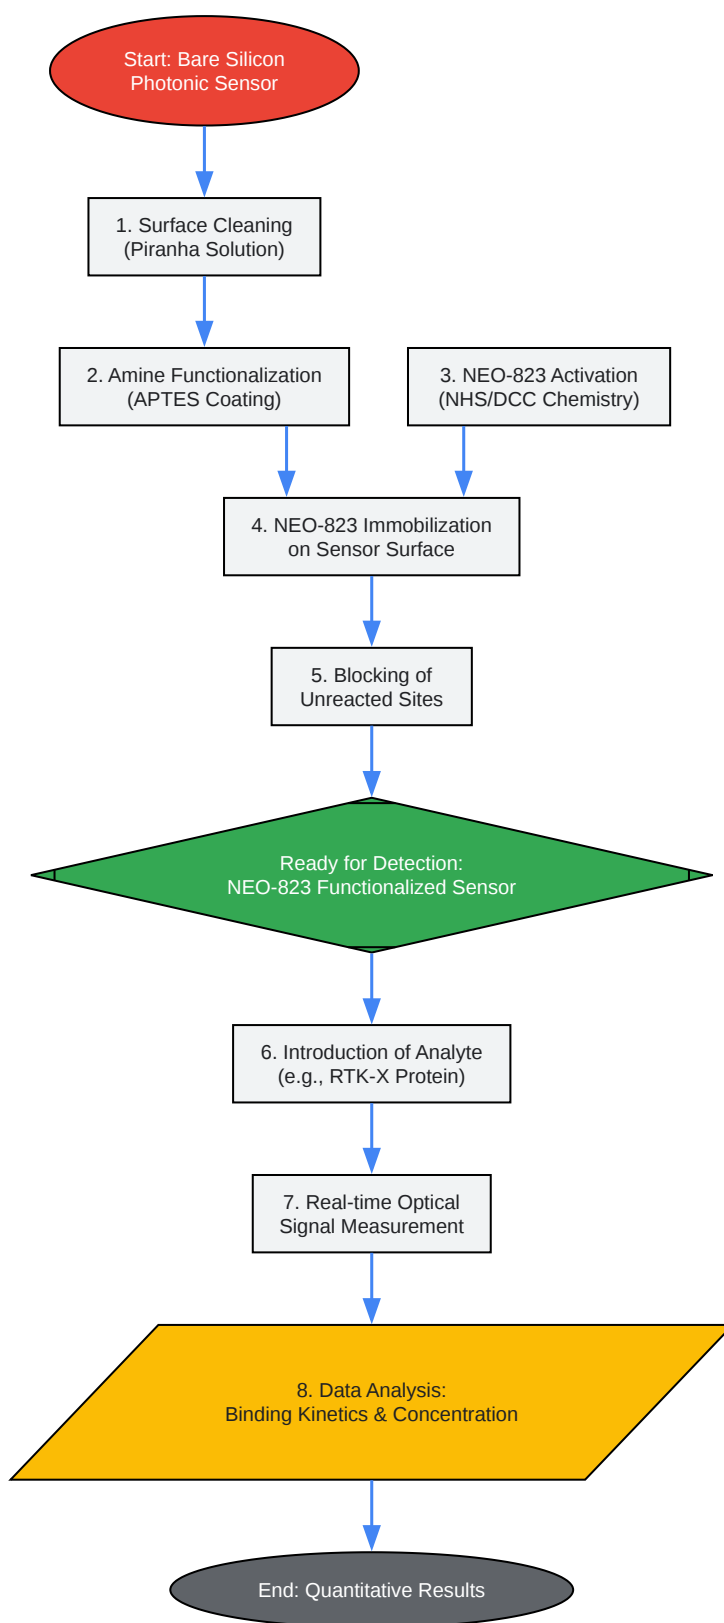 Start: Bare Silicon
Photonic Sensor
1. Surface Cleaning
(Piranha Solution)
2. Amine Functionalization
(APTES Coating)
3. NEO-823 Activation
(NHS/DCC Chemistry)
4. NEO-823 Immobilization
on Sensor Surface
5. Blocking of
Unreacted Sites
Ready for Detection:
NEO-823 Functionalized Sensor
6. Introduction of Analyte
(e.g., RTK-X Protein)
7. Real-time Optical
Signal Measurement
8. Data Analysis:
Binding Kinetics & Concentration
End: Quantitative Results